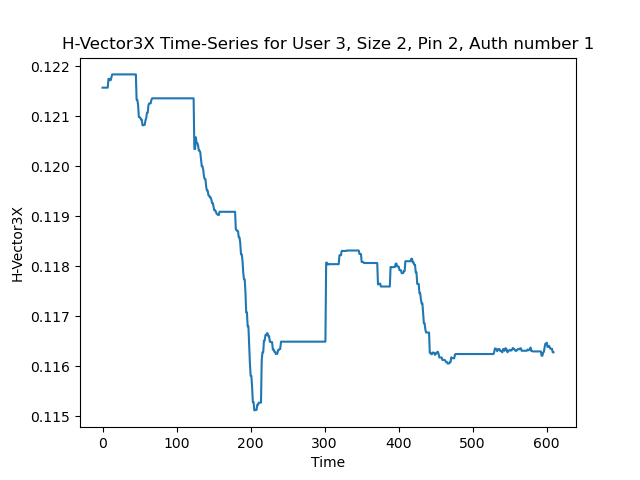 H-Vector3X Time-Series for User 3, Size 2, Pin 2, Auth number 1
0.122
0.121
0.120
0.119
0.118
0.117
0.116
0.115
H-Vector3X
0 100 200 300 400 500 600
Time